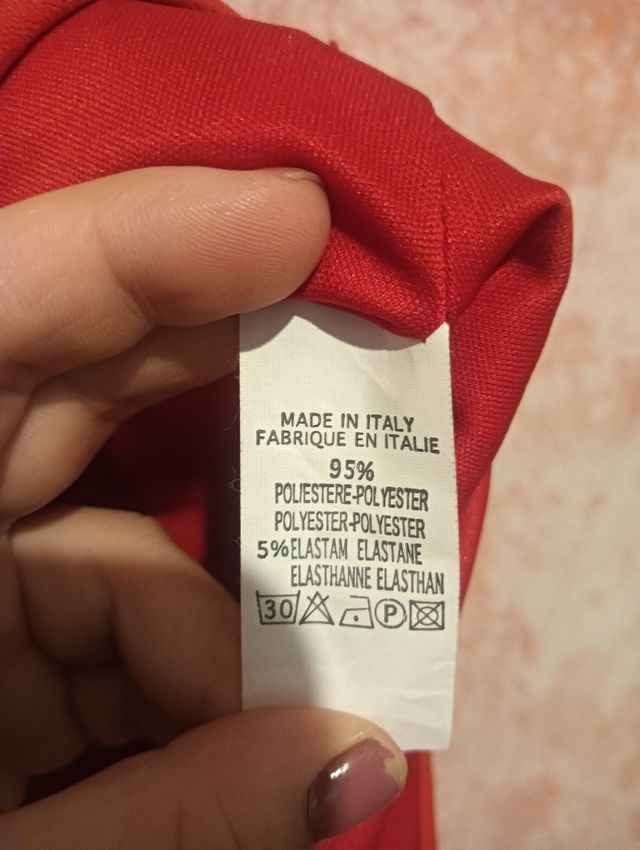 MADE IN ITALY
FABRIQUE EN ITALIE
95%
POLIESTERE-POLYESTER
POLYESTER-POLYESTER
5% ELASTAM ELASTANE
ELASTHANNE ELASTHAN
30 P